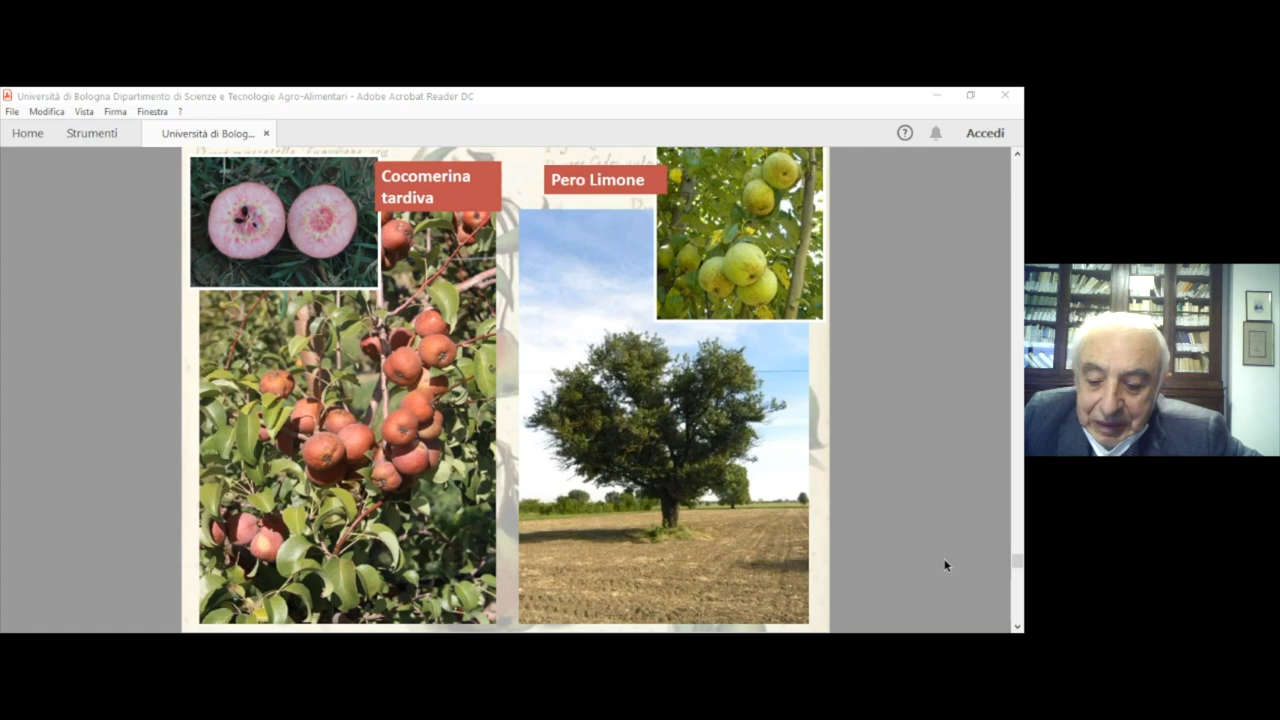 Università di Bologna Dipartimento di Scienze e Tecnologie Agro-Alimentari - Adobe Acrobat Reader DC
File Modifica Vista Firma Finestra ?
Home Strumenti Università di Bolog... × ? Accedi
Cocomerina
tardiva
Pero Limone